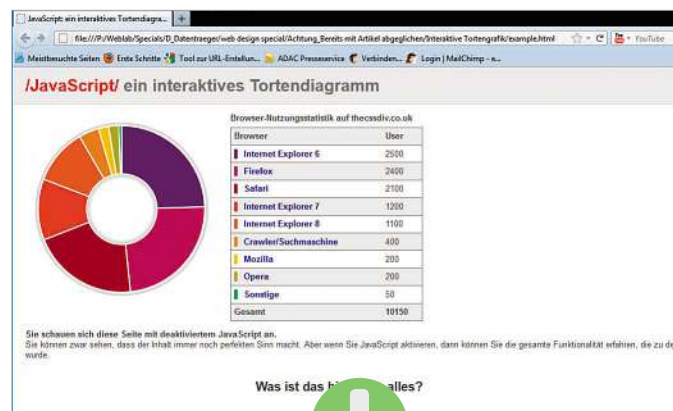 JavaScript: ein interaktives Tortendiagra...
file:///P:/Weblab/Specials/D_Datentraeger/web design special/Achtung_Bereits mit Artikel abgeglichen/Interaktive Tortengrafik/example.html
YouTube
Meistbesuchte Seiten Erste Schritte Tool zur URL-Erstellun... ADAC Presseservice Verbinden... Login | MailChimp - e...
/JavaScript/ ein interaktives Tortendiagramm
Browser-Nutzungsstatistik auf thecssdiv.co.uk
Browser User
Internet Explorer 6 2500
Firefox 2400
Safari 2100
Internet Explorer 7 1200
Internet Explorer 8 1100
Crawler/Suchmaschine 400
Mozilla 200
Opera 200
Sonstige 50
Gesamt 10150
Sie schauen sich diese Seite mit deaktiviertem JavaScript an.
Sie können zwar sehen, dass der Inhalt immer noch perfekten Sinn macht. Aber wenn Sie JavaScript aktivieren, dann können Sie die gesamte Funktionalität erfahren, die zu de
wurde.
Was ist das alles?